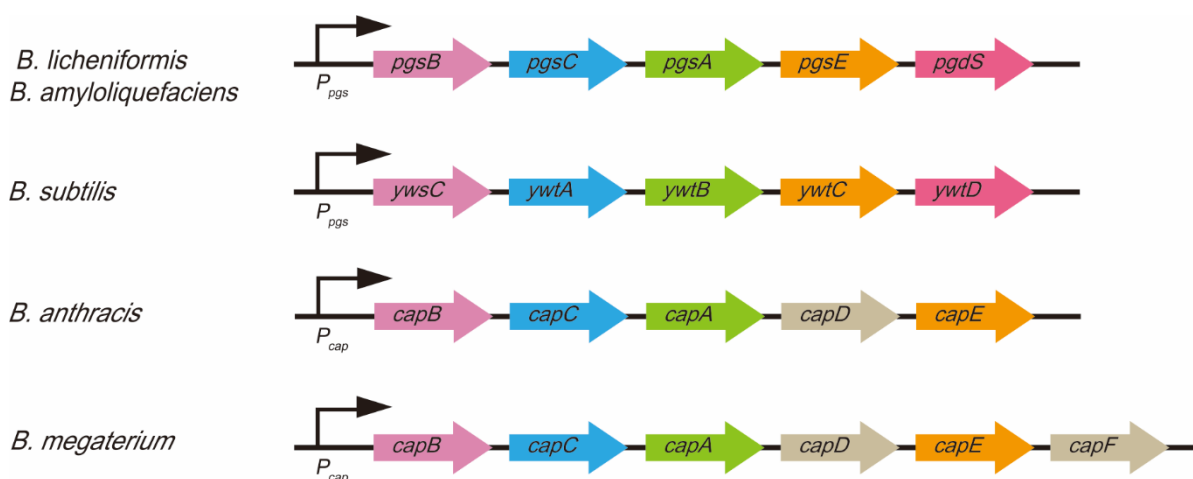 B. licheniformis
B. amyloliquefaciens
pgsB pgsC pgsA pgsE pgdS
Ppgs
B. subtilis
ywsC ywtA ywtB ywtC ywtD
Ppgs
B. anthracis
capB capC capA capD capE
Pcap
B. megaterium
capB capC capA capD capE capF
Pcap